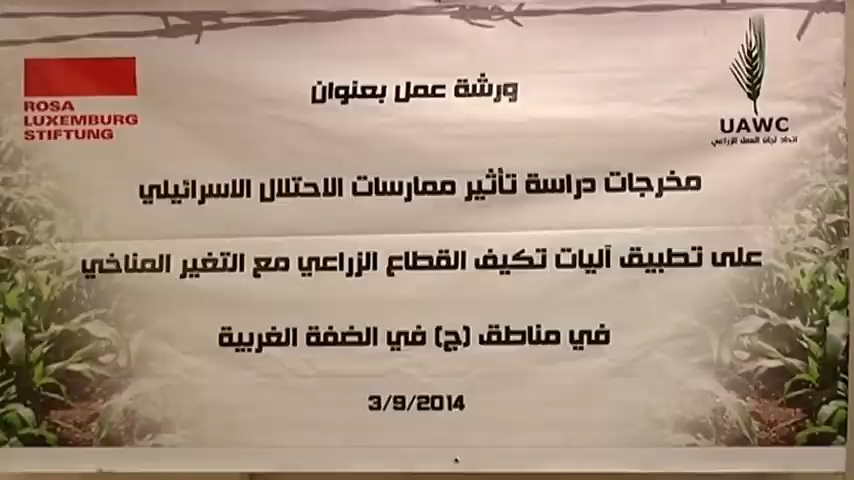 ROSA
LUXEMBURG
STIFTUNG
UAWC
اتحاد لجان العمل الزراعي
ورشة عمل بعنوان
مخرجات دراسة تأثير ممارسات الاحتلال الاسرائيلي
على تطبيق آليات تكيف القطاع الزراعي مع التغير المناخي
في مناطق (ج) في الضفة الغربية
3/9/2014